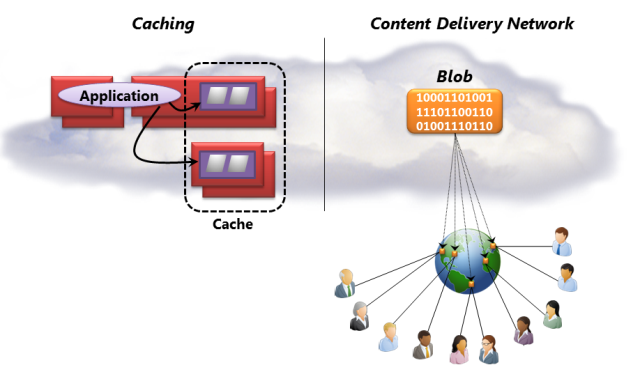 Caching
Content Delivery Network
Application
Cache
Blob
10001101001
11101100110
01001110110